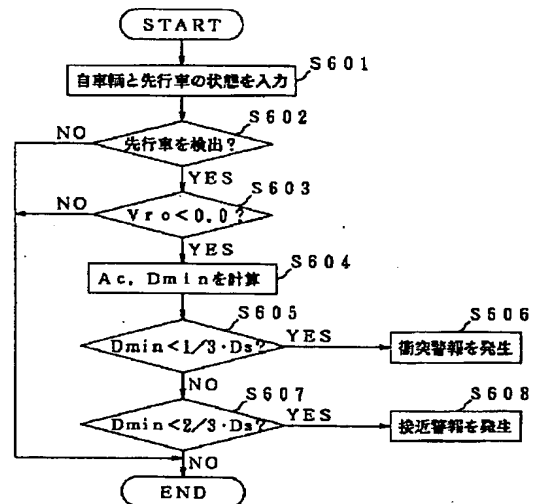 START
S601
自車輌と先行車の状態を入力
S602
NO
先行車を検出?
YES
S603
NO
Vro<0.0?
YES
S604
Ac, Dminを計算
S605
Dmin<1/3・Ds?
YES
S606
衝突警報を発生
NO
S607
Dmin<2/3・Ds?
YES
S608
接近警報を発生
NO
END